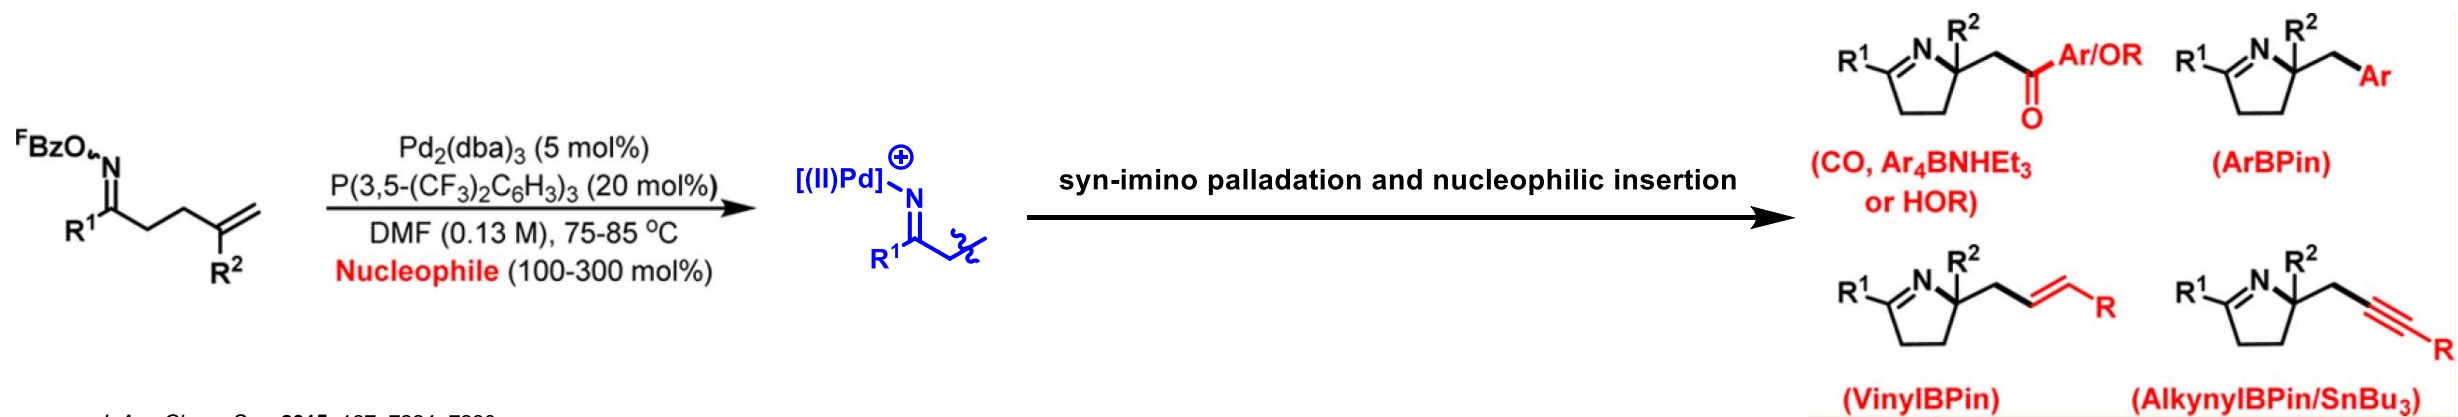 FBzO N
R1
R2
Pd2(dba)3 (5 mol%)
P(3,5-(CF3)2C6H3)3 (20 mol%)
DMF (0.13 M), 75-85 oC
Nucleophile (100-300 mol%)
[(II)Pd] +
N
R1
syn-imino palladation and nucleophilic insertion
R1 N R2 Ar/OR
O
(CO, Ar4BNHEt3
or HOR)
R1 N R2
Ar
(ArBPin)
R1 N R2
R
(VinylBPin)
R1 N R2
R
(AlkynylBPin/SnBu3)